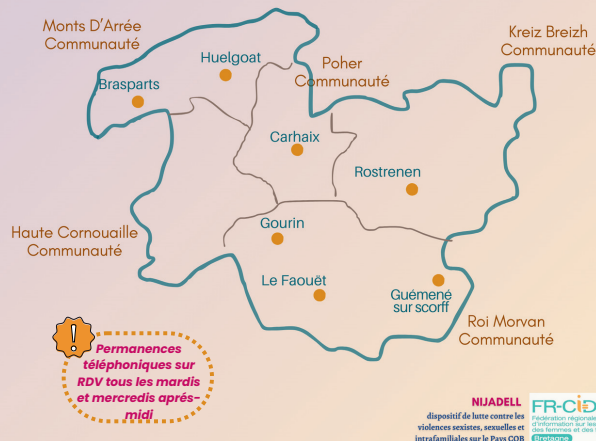 Monts D'Arrée
Communauté
Kreiz Breizh
Communauté
Huelgoat
Poher
Communauté
Brasparts
Carhaix
Rostrenen
Gourin
Haute Cornouaille
Communauté
Le Faouët
Guémené
sur scorff
Roi Morvan
Communauté
!
Permanences
téléphoniques sur
RDV tous les mardis
et mercredis aprés-
midi
NIJADELL
dispositif de lutte contre les
violences sexistes, sexuelles et
intrafamiliales sur le Pays COB
FR-CiD
Fédération régionale
d'information sur les
des femmes et des
Bretagne